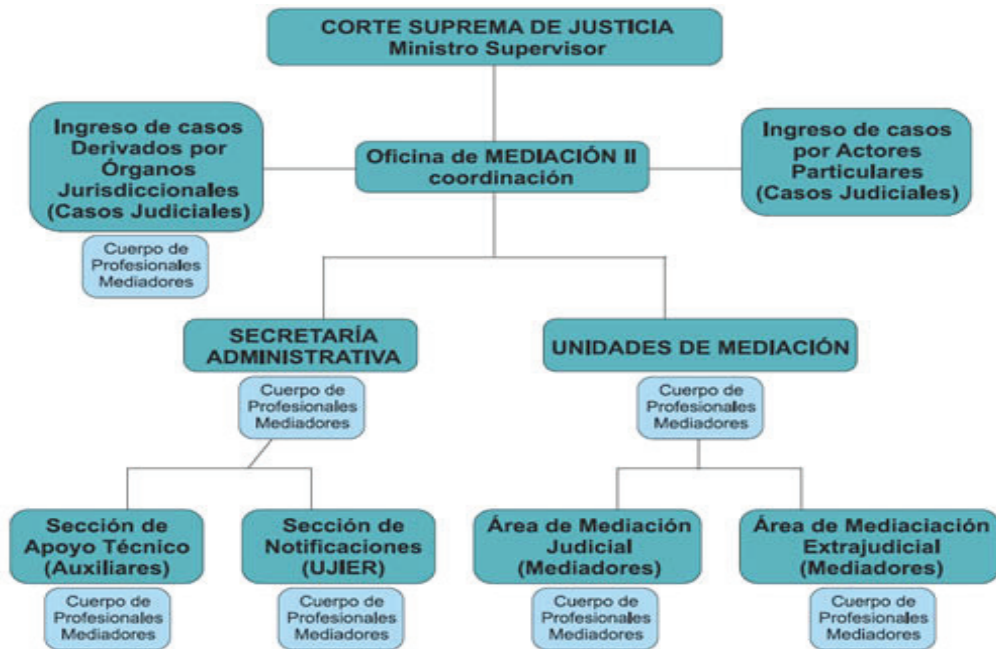 CORTE SUPREMA DE JUSTICIA
Ministro Supervisor
Ingreso de casos
Derivados por
Órganos
Jurisdiccionales
(Casos Judiciales)
Cuerpo de
Profesionales
Mediadores
Oficina de MEDIACIÓN II
coordinación
Ingreso de casos
por Actores
Particulares
(Casos Judiciales)
SECRETARÍA
ADMINISTRATIVA
Cuerpo de
Profesionales
Mediadores
UNIDADES DE MEDIACIÓN
Cuerpo de
Profesionales
Mediadores
Sección de
Apoyo Técnico
(Auxiliares)
Cuerpo de
Profesionales
Mediadores
Sección de
Notificaciones
(UJIER)
Cuerpo de
Profesionales
Mediadores
Área de Mediación
Judicial
(Mediadores)
Cuerpo de
Profesionales
Mediadores
Área de Mediaciación
Extrajudicial
(Mediadores)
Cuerpo de
Profesionales
Mediadores